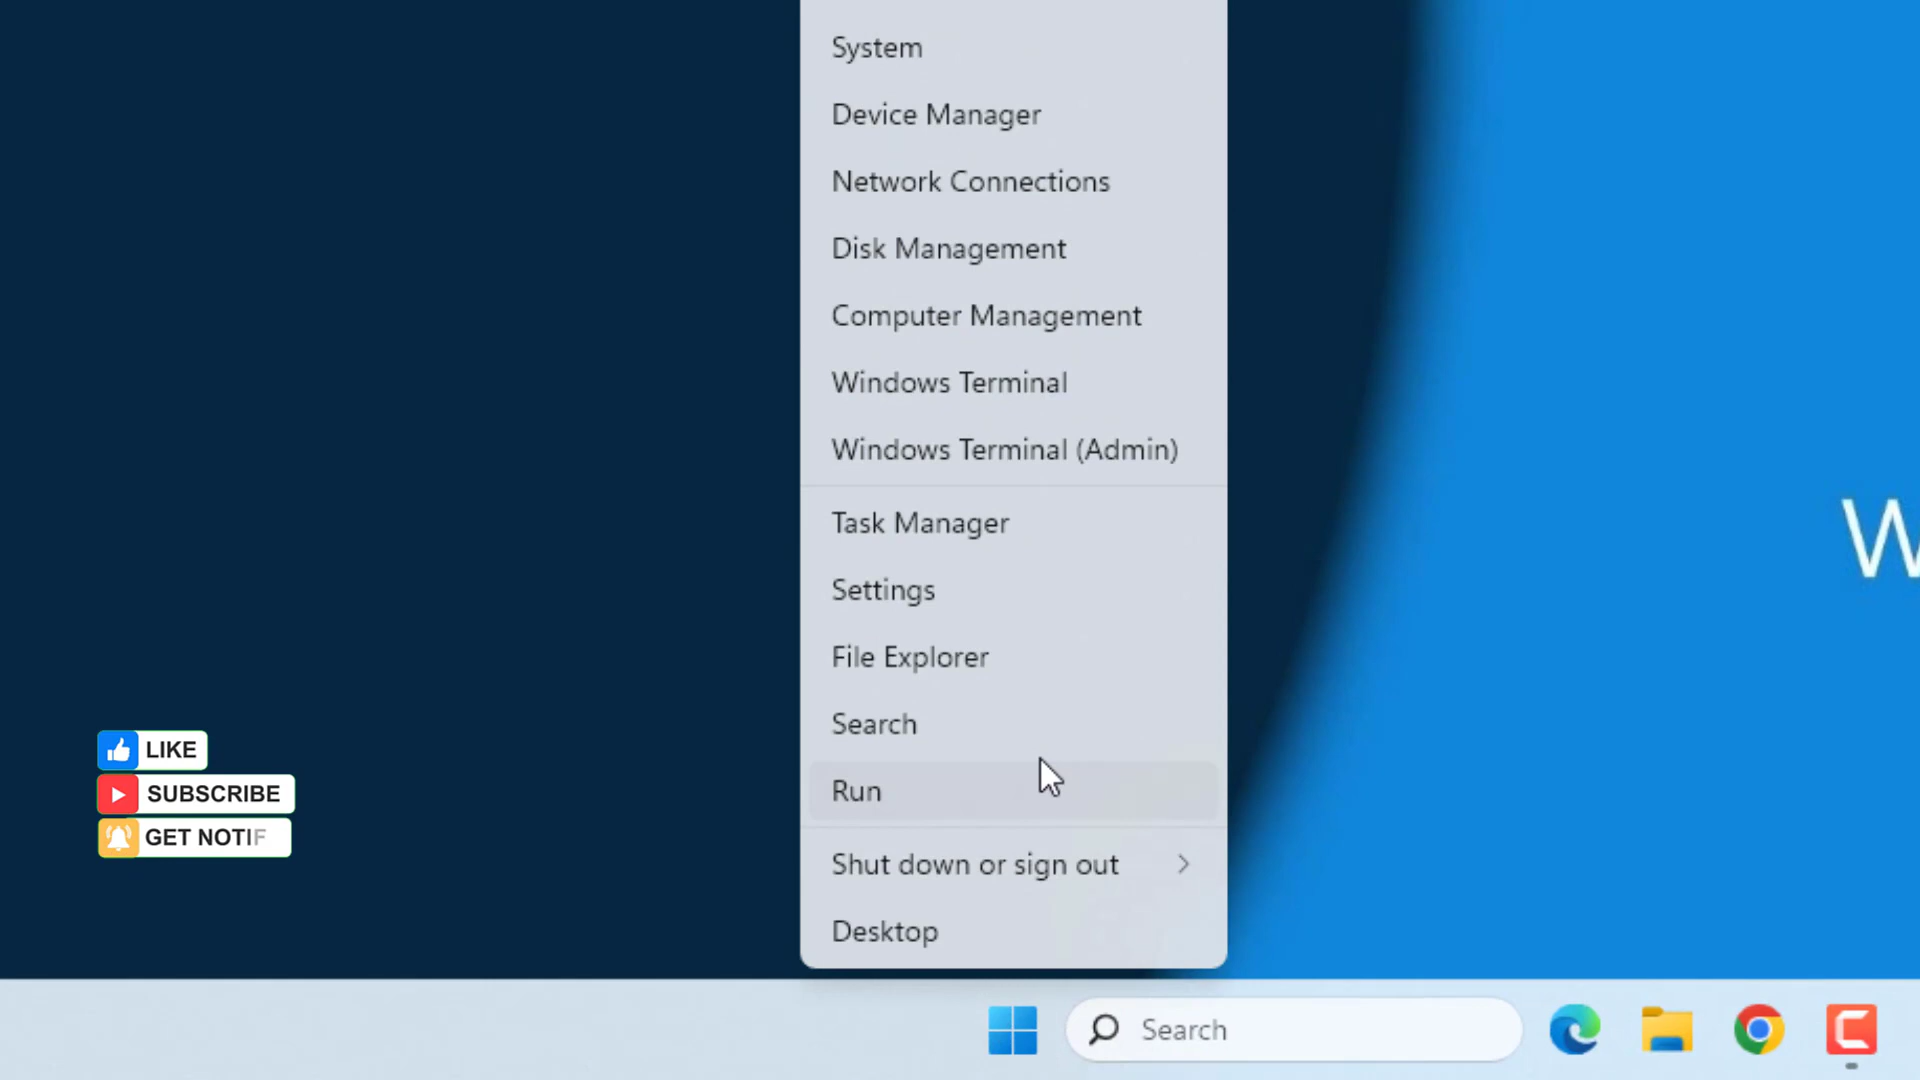 System
Device Manager
Network Connections
Disk Management
Computer Management
Windows Terminal
Windows Terminal (Admin)
Task Manager
Settings
File Explorer
Search
Run
Shut down or sign out
Desktop
W
LIKE
SUBSCRIBE
GET NOTIF
Search